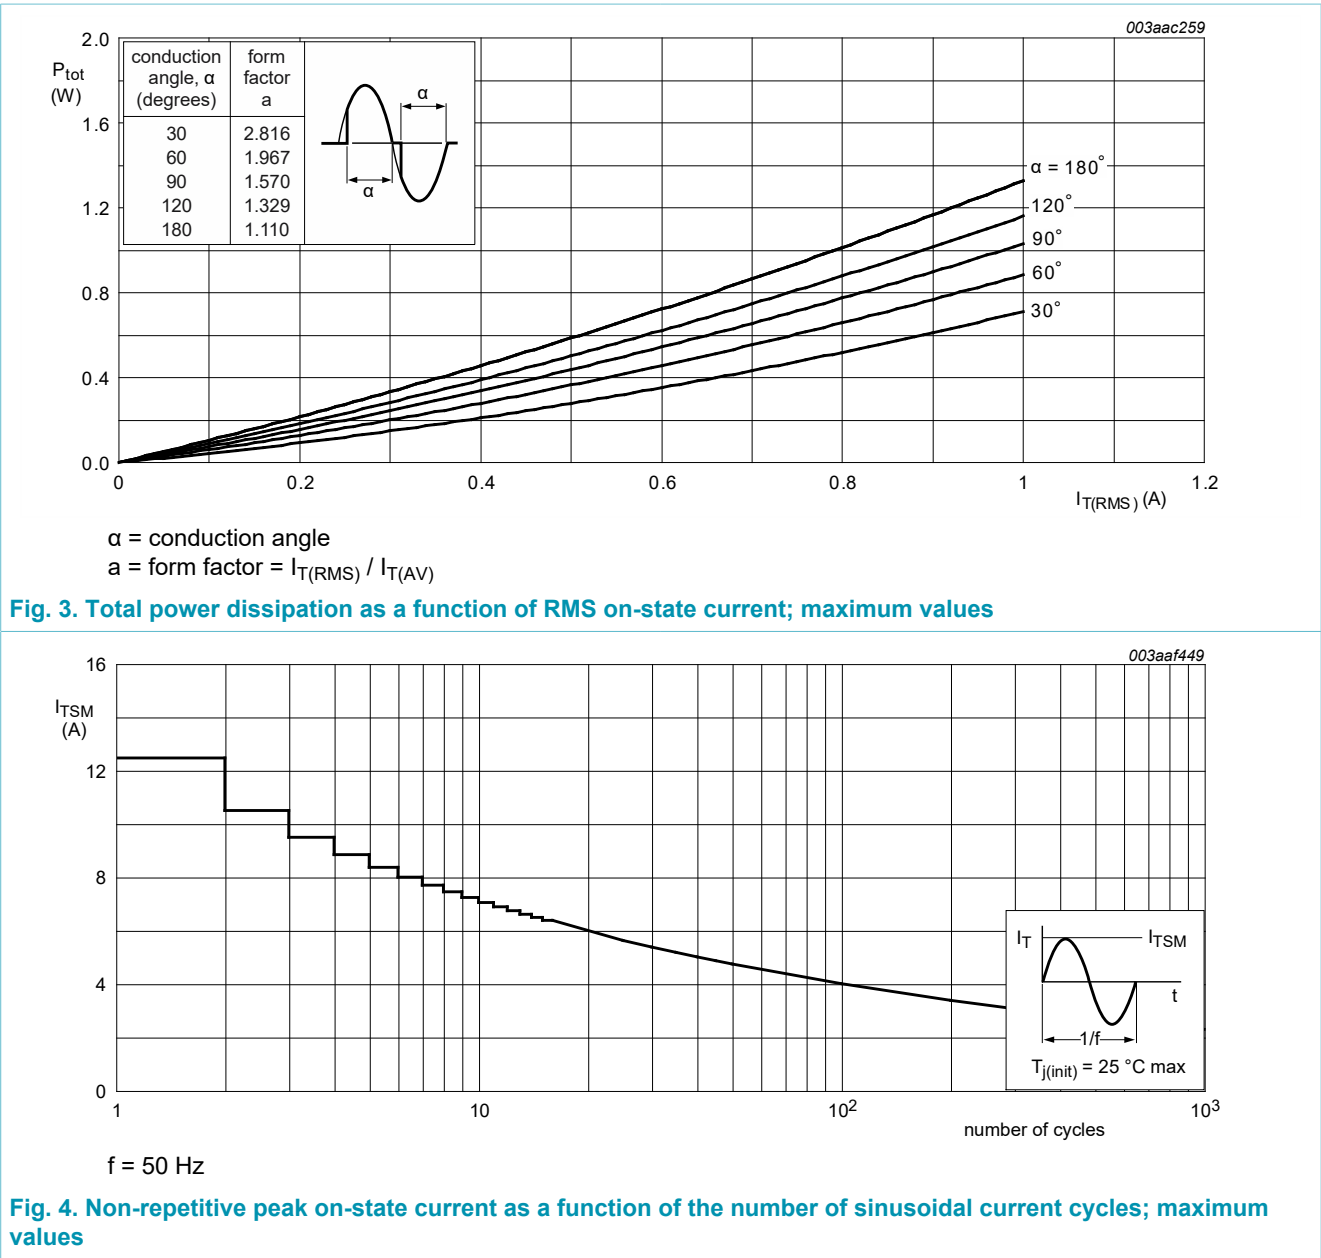 003aac259
2.0
Ptot
(W)
1.6
1.2
0.8
0.4
0.0
conduction angle, α (degrees)
form factor a
30 2.816
60 1.967
90 1.570
120 1.329
180 1.110
α
α
α = 180°
120°
90°
60°
30°
0 0.2 0.4 0.6 0.8 1 1.2
IT(RMS) (A)
α = conduction angle
a = form factor = IT(RMS) / IT(AV)
Fig. 3. Total power dissipation as a function of RMS on-state current; maximum values
003aaf449
16
ITSM
(A)
12
8
4
0
IT
ITSM
t
1/f
Tj(init) = 25 °C max
1 10 10² 10³
number of cycles
f = 50 Hz
Fig. 4. Non-repetitive peak on-state current as a function of the number of sinusoidal current cycles; maximum
values